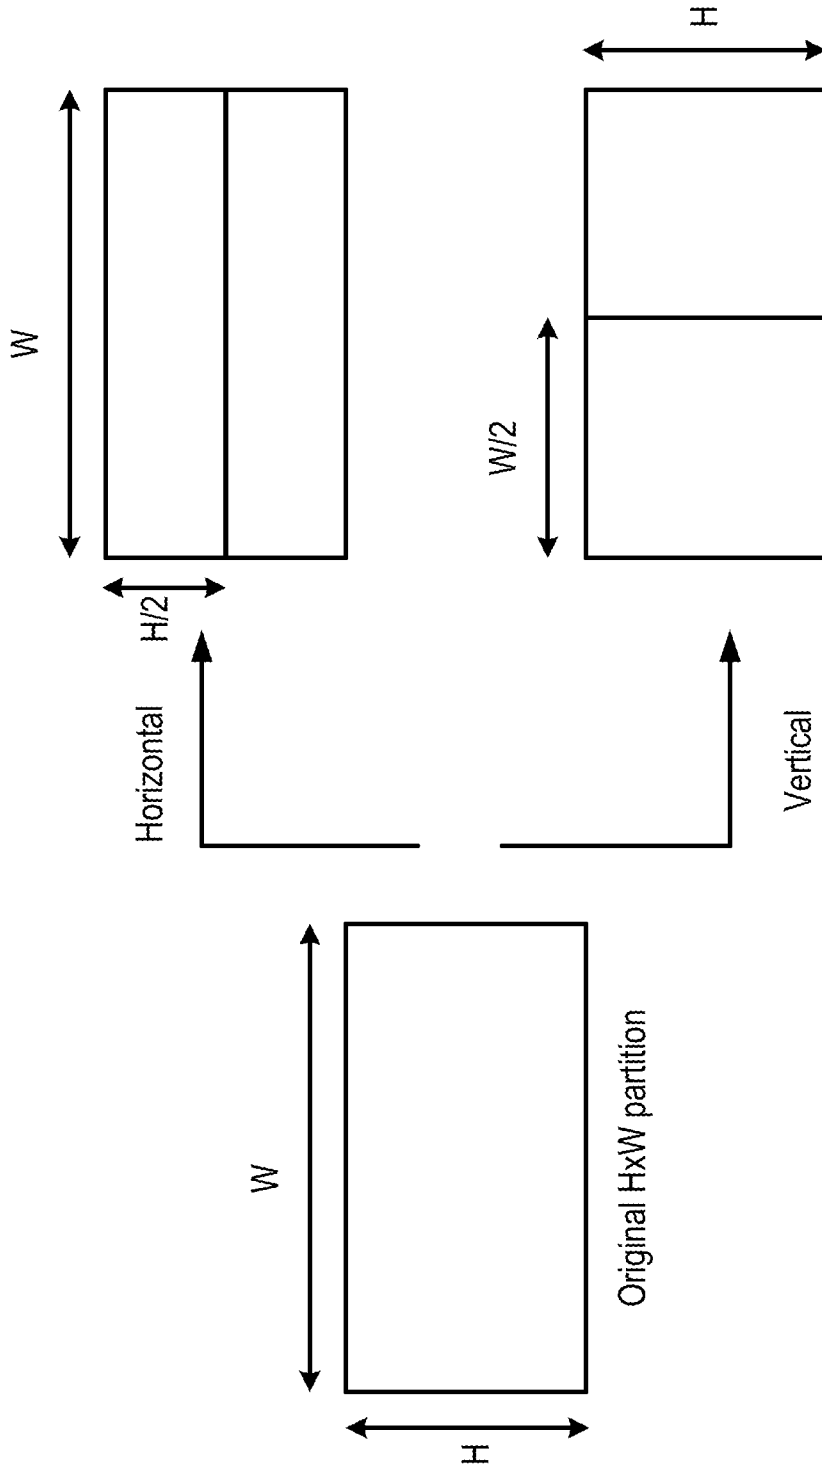 W
H
Original HxW partition
Horizontal
Vertical
W
H/2
W/2
H